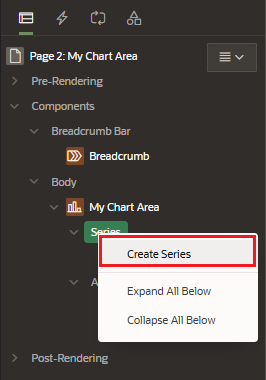 Page 2: My Chart Area
Pre-Rendering
Components
Breadcrumb Bar
Breadcrumb
Body
My Chart Area
Series
Create Series
Expand All Below
Collapse All Below
Post-Rendering